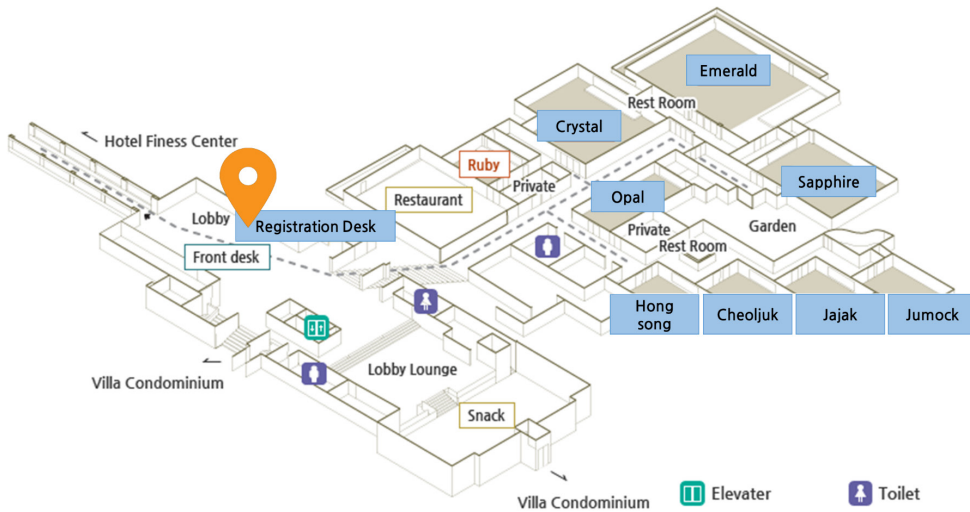 Emerald
Rest Room
Crystal
Hotel Finess Center
Ruby
Private
Restaurant
Sapphire
Opal
Lobby
Registration Desk
Garden
Private
Rest Room
Front desk
Hong
song
Cheoljuk
Jajak
Jumock
Lobby Lounge
Villa Condominium
Snack
Elevater
Toilet
Villa Condominium